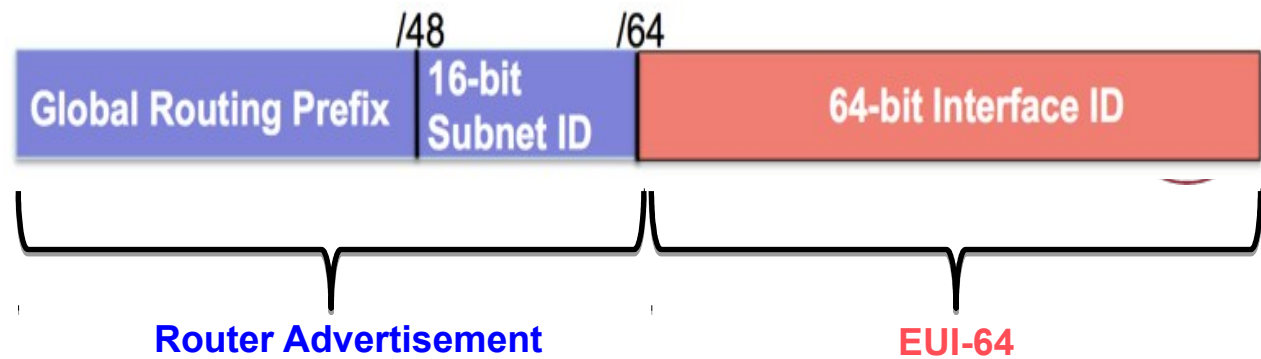 /48
/64
Global Routing Prefix
16-bit
Subnet ID
64-bit Interface ID
Router Advertisement
EUI-64